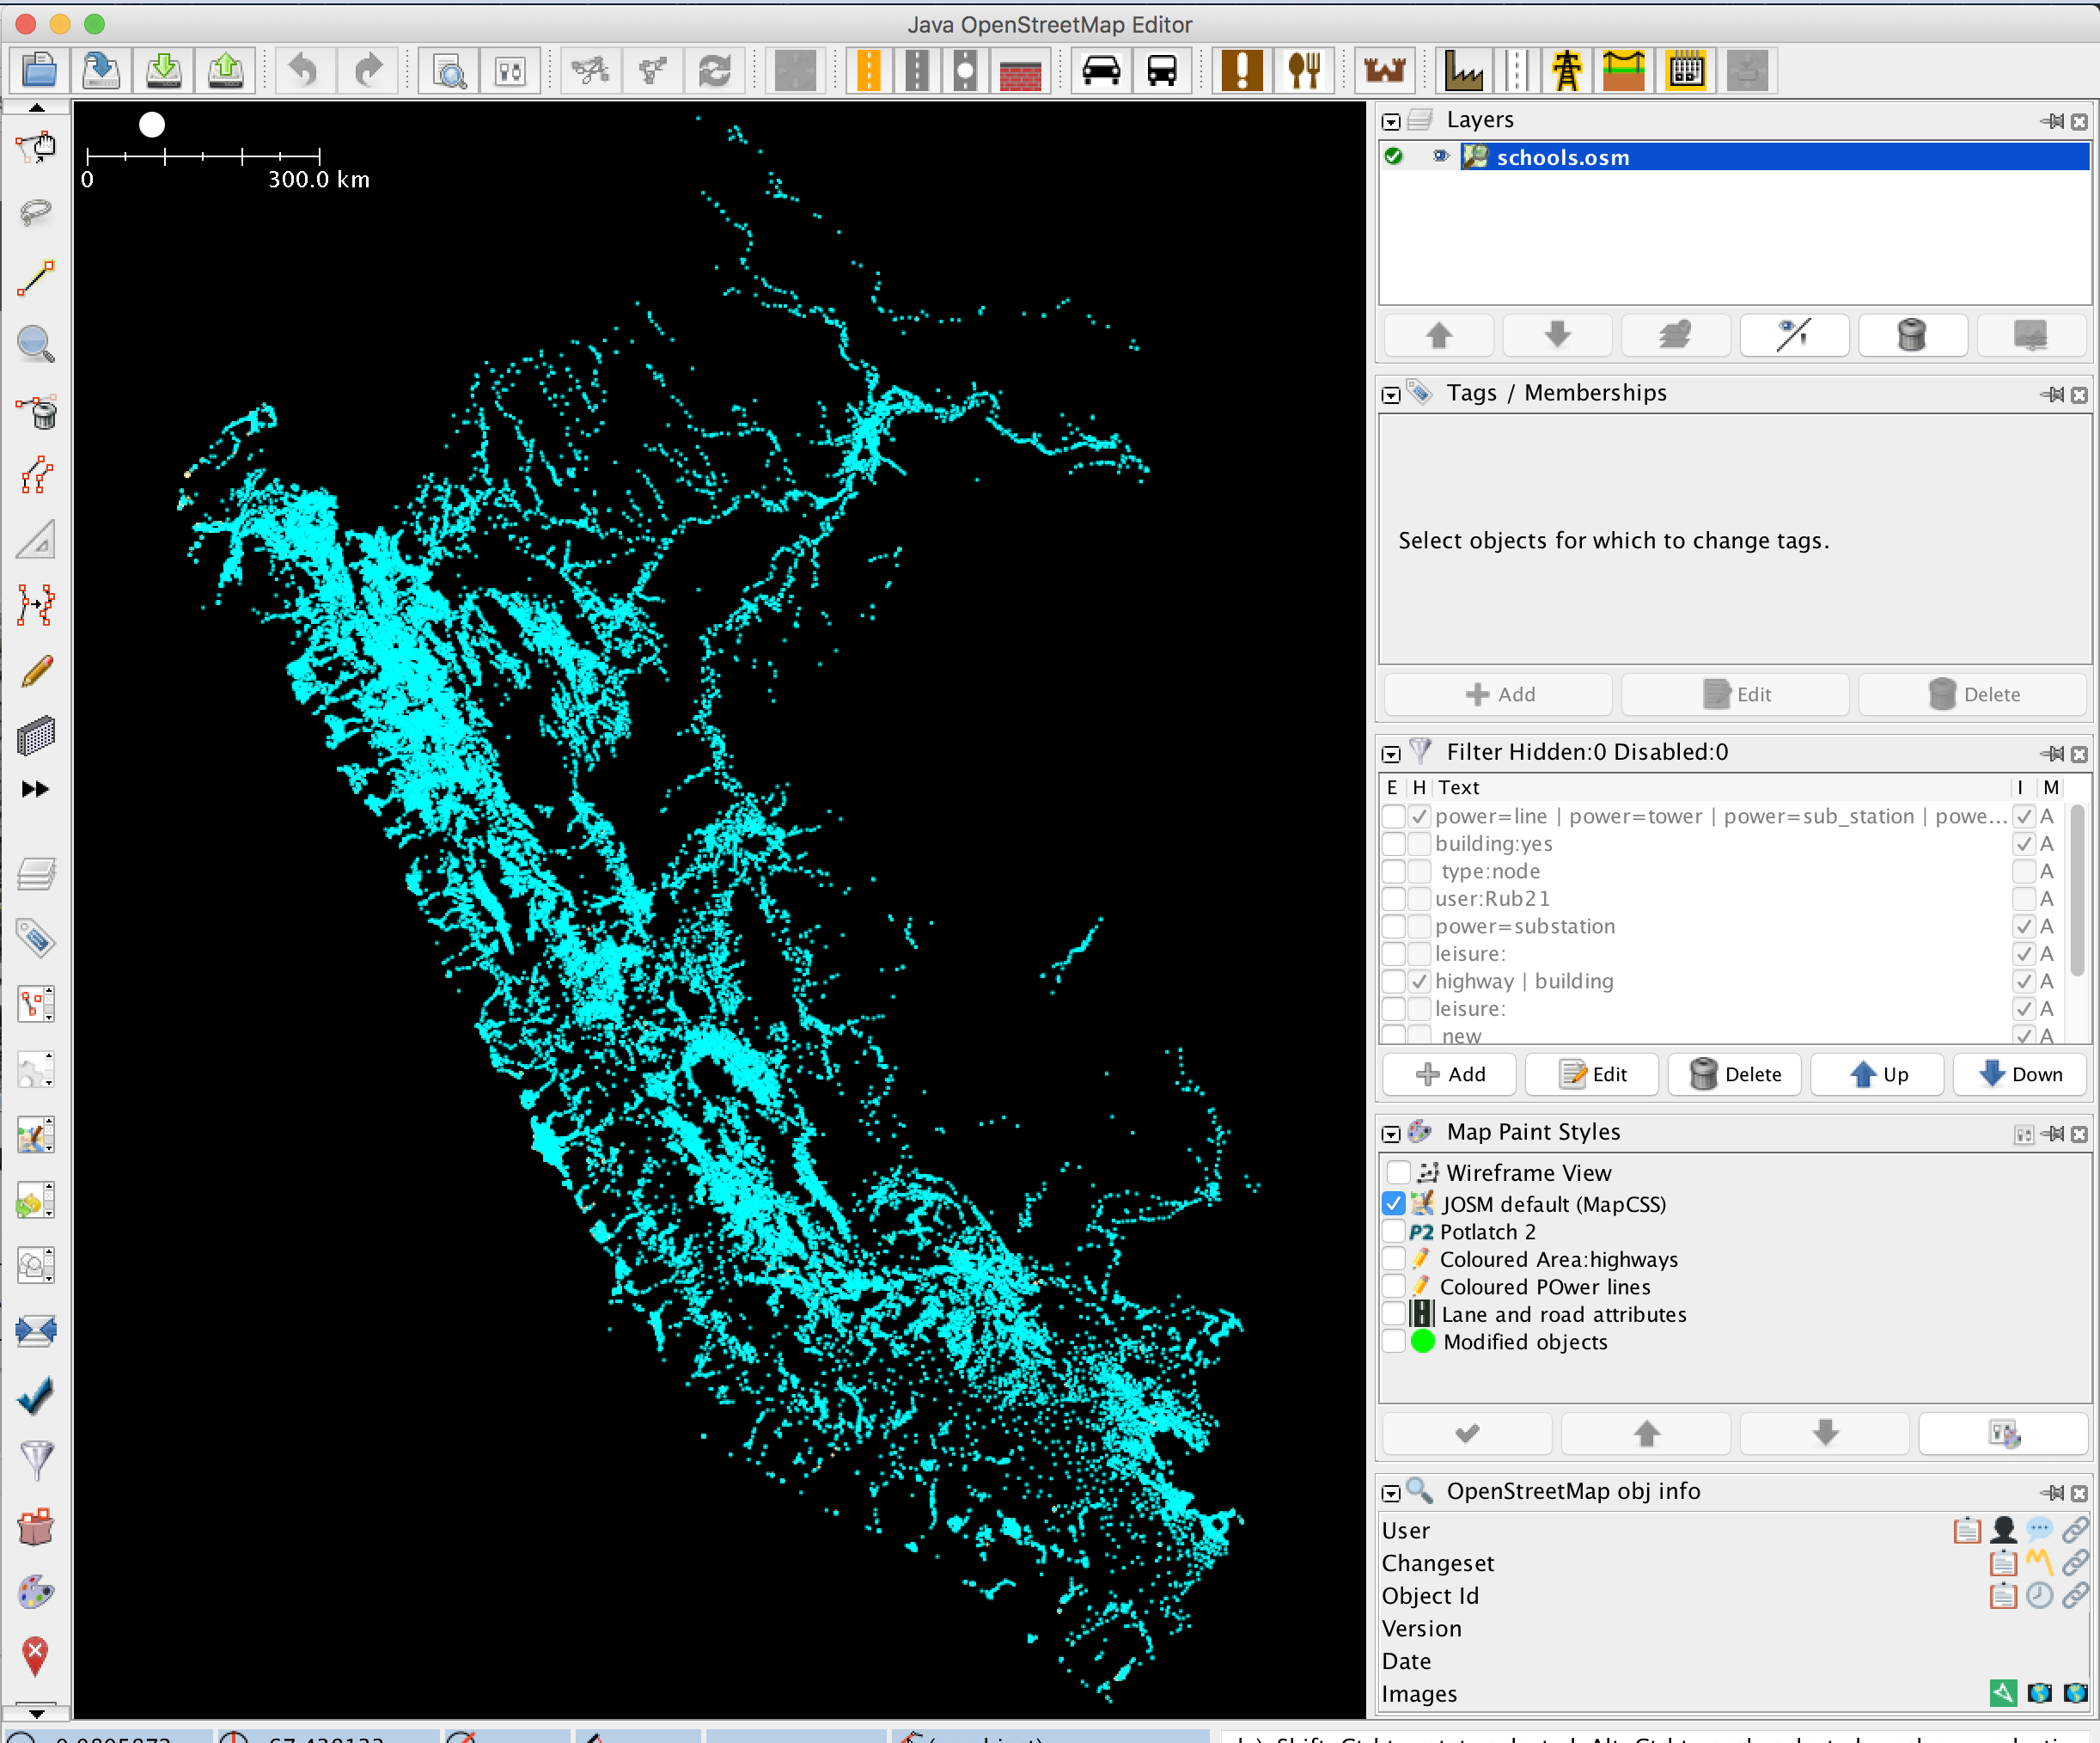 Java OpenStreetMap Editor
0
300.0 km
Layers
schools.osm
Tags / Memberships
Select objects for which to change tags.
Add
Edit
Delete
Filter Hidden:0 Disabled:0
E H Text I M
power=line | power=tower | power=sub_station | powe... A
building:yes A
type:node A
user:Rub21 A
power=substation A
leisure: A
highway | building A
leisure: A
new A
Add
Edit
Delete
Up
Down
Map Paint Styles
Wireframe View
JOSM default (MapCSS)
P2 Potlatch 2
Coloured Area:highways
Coloured POwer lines
Lane and road attributes
Modified objects
OpenStreetMap obj info
User
Changeset
Object Id
Version
Date
Images